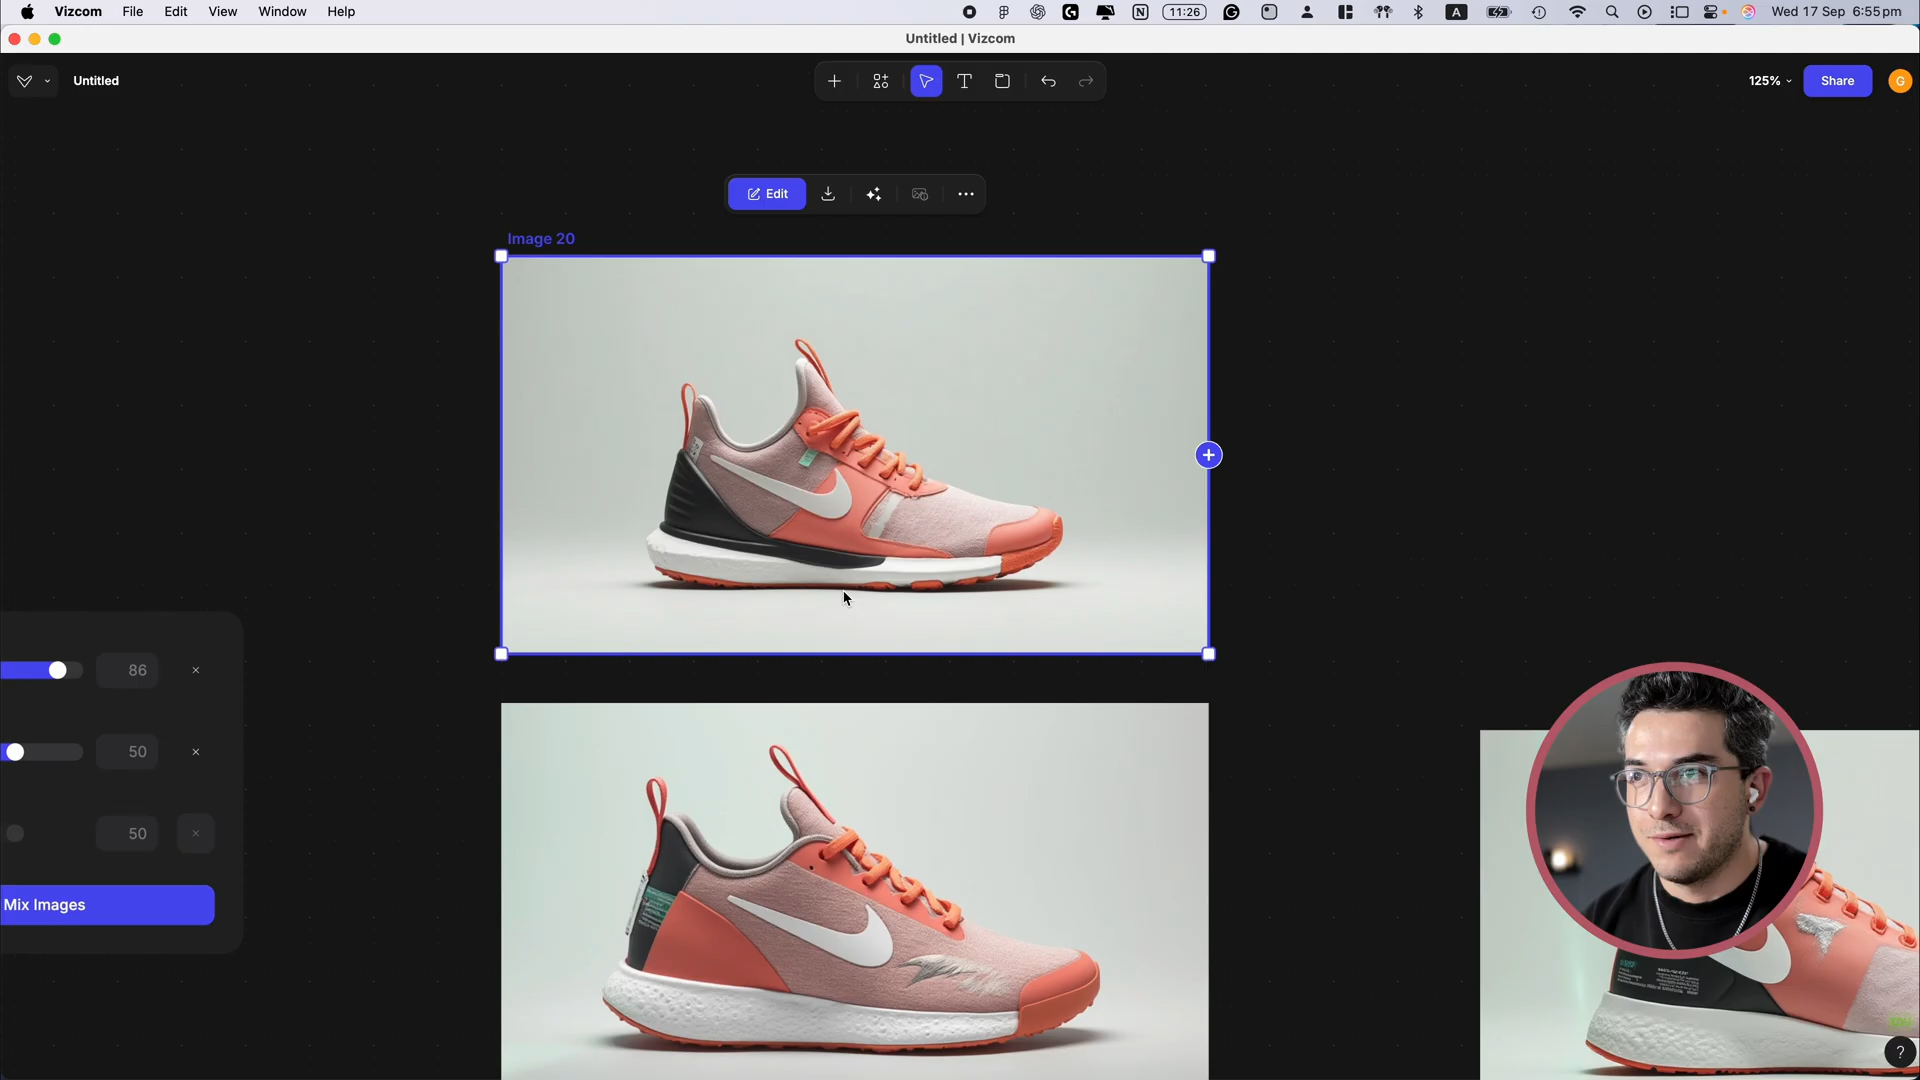 Vizcom File Edit View Window Help 11:26 A Wed 17 Sep 6:55pm
Untitled | Vizcom
Untitled T 125% Share G
Edit
Image 20
86
50
50
Mix Images
?